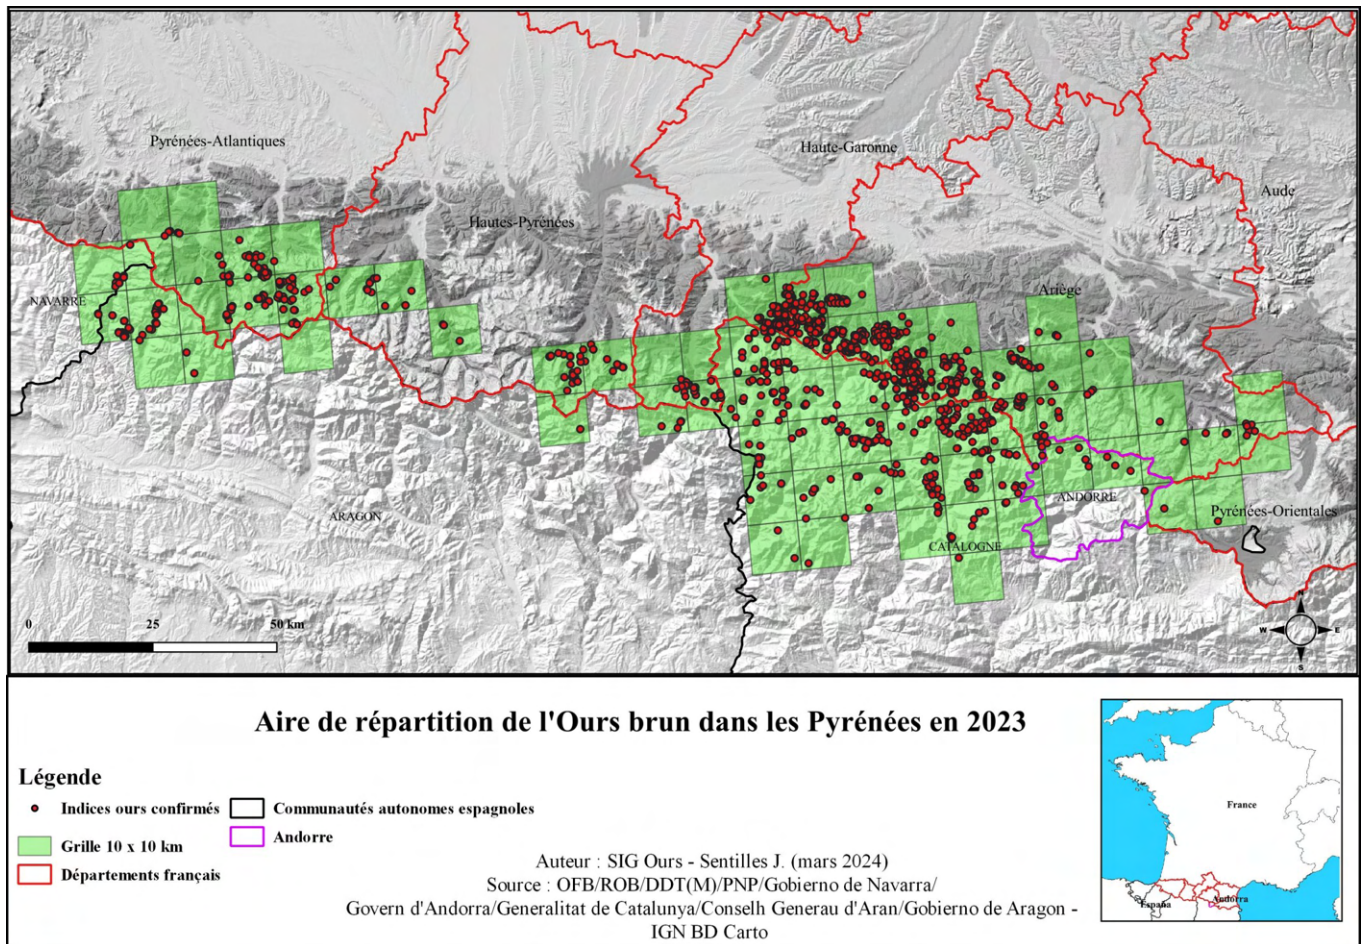 Pyrénées-Atlantiques
Haute-Garonne
Aude
Hautes-Pyrénées
Ariège
NAVARRE
ANDORRE
ARAGON
Pyrénées-Orientales
CATALOGNE
0 25 50 km
N
W E
S
Aire de répartition de l'Ours brun dans les Pyrénées en 2023
Légende
Indices ours confirmés
Communautés autonomes espagnoles
Grille 10 x 10 km
Andorre
Départements français
Auteur : SIG Ours - Sentilles J. (mars 2024)
Source : OFB/ROB/DDT(M)/PNP/Gobierno de Navarra/
Govern d'Andorra/Generalitat de Catalunya/Conselh Generau d'Aran/Gobierno de Aragon -
IGN BD Carto
France
España
Andorra